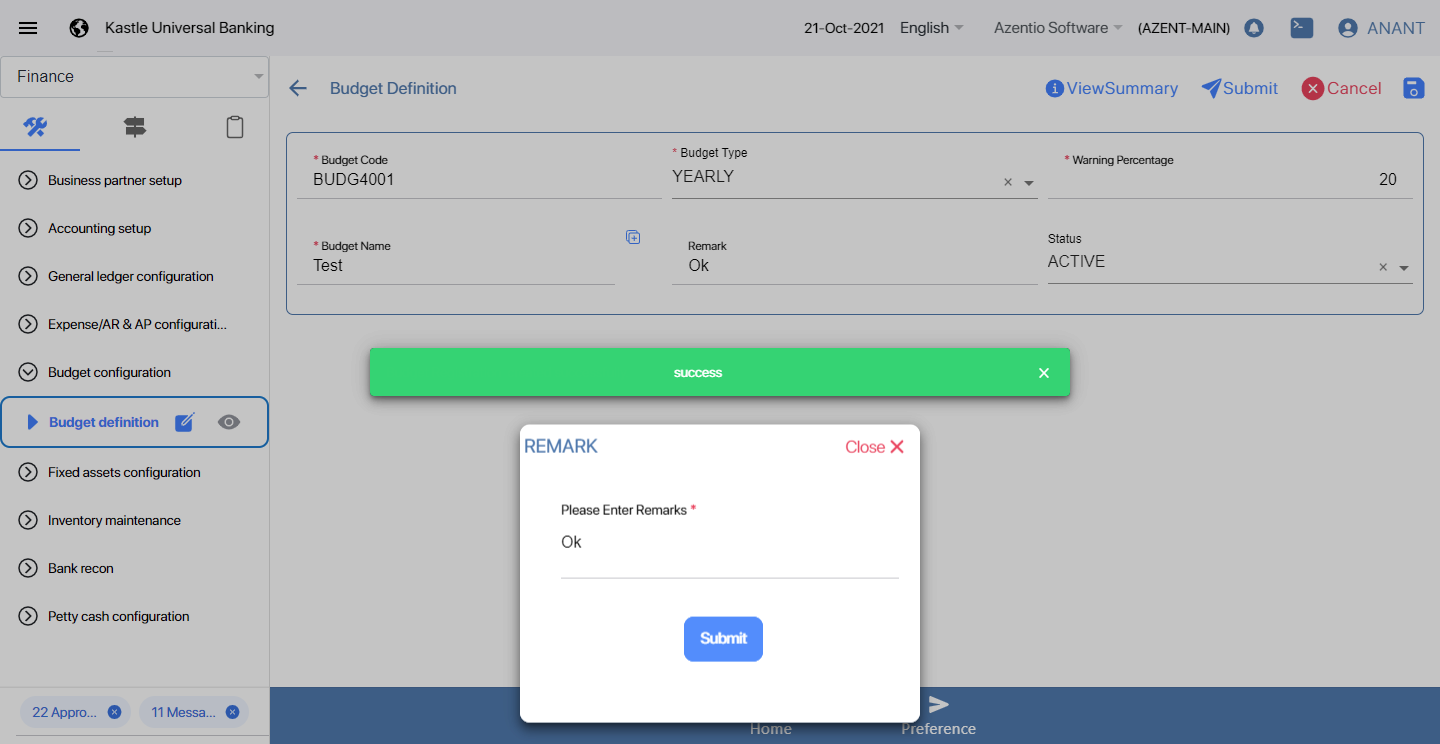 Kastle Universal Banking
21-Oct-2021 English Azentio Software (AZENT-MAIN) ANANT
Finance
Business partner setup
Accounting setup
General ledger configuration
Expense/AR & AP configurati...
Budget configuration
Budget definition
Fixed assets configuration
Inventory maintenance
Bank recon
Petty cash configuration
22 Appro... 11 Messa...
Budget Definition
ViewSummary Submit Cancel
* Budget Code
BUDG4001
* Budget Type
YEARLY
* Warning Percentage
20
* Budget Name
Test
Remark
Ok
Status
ACTIVE
success
REMARK
Close
Please Enter Remarks *
Ok
Submit
Home
Preference